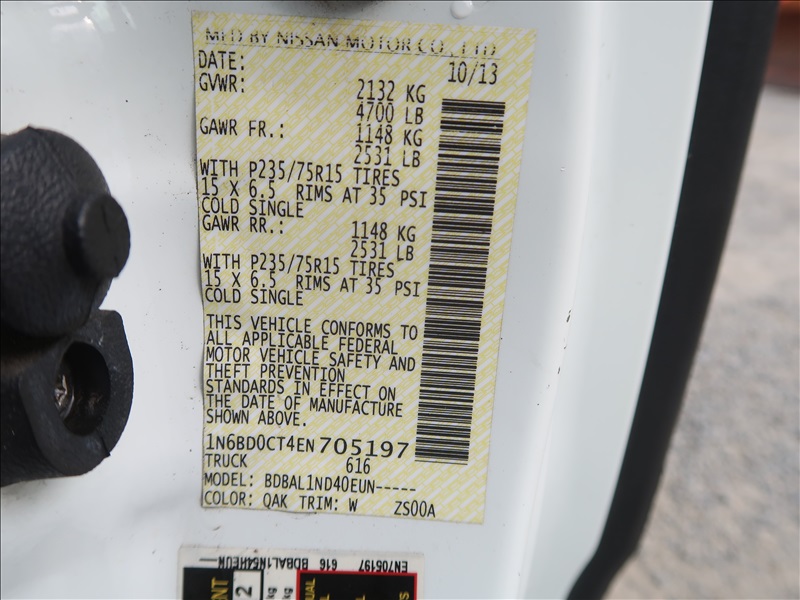 MFD BY NISSAN MOTOR CO., LTD
DATE: 10/13
GVWR: 2132 KG
4700 LB
GAWR FR.: 1148 KG
2531 LB
WITH P235/75R15 TIRES
15 X 6.5 RIMS AT 35 PSI
COLD SINGLE
GAWR RR.: 1148 KG
2531 LB
WITH P235/75R15 TIRES
15 X 6.5 RIMS AT 35 PSI
COLD SINGLE
THIS VEHICLE CONFORMS TO
ALL APPLICABLE FEDERAL
MOTOR VEHICLE SAFETY AND
THEFT PREVENTION
STANDARDS IN EFFECT ON
THE DATE OF MANUFACTURE
SHOWN ABOVE.
1N6BD0CT4EN705197
TRUCK 616
MODEL: BDBAL1ND40EUN-----
COLOR: QAK TRIM: W ZS00A
EN705197 616 BDBAL1N54HEUN
2